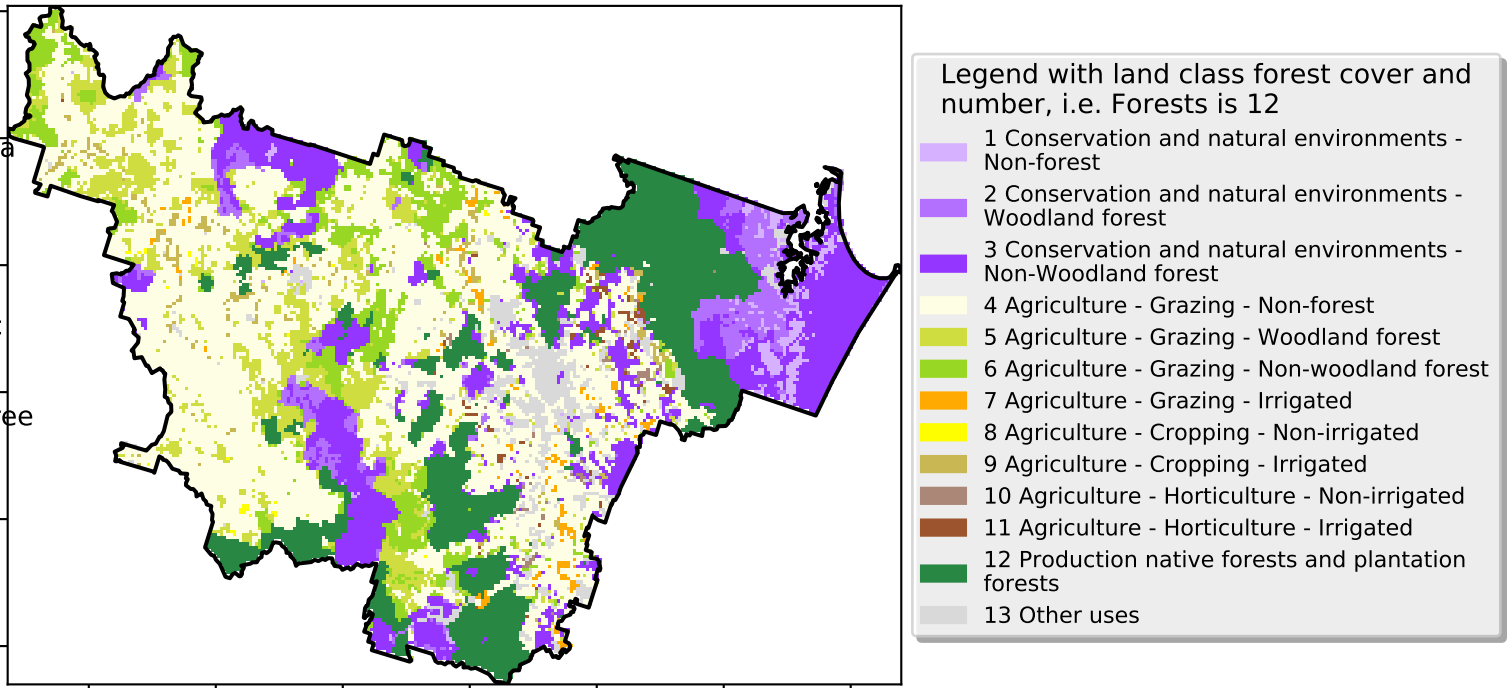 a
ree
Legend with land class forest cover and
number, i.e. Forests is 12
1 Conservation and natural environments -
Non-forest
2 Conservation and natural environments -
Woodland forest
3 Conservation and natural environments -
Non-Woodland forest
4 Agriculture - Grazing - Non-forest
5 Agriculture - Grazing - Woodland forest
6 Agriculture - Grazing - Non-woodland forest
7 Agriculture - Grazing - Irrigated
8 Agriculture - Cropping - Non-irrigated
9 Agriculture - Cropping - Irrigated
10 Agriculture - Horticulture - Non-irrigated
11 Agriculture - Horticulture - Irrigated
12 Production native forests and plantation
forests
13 Other uses